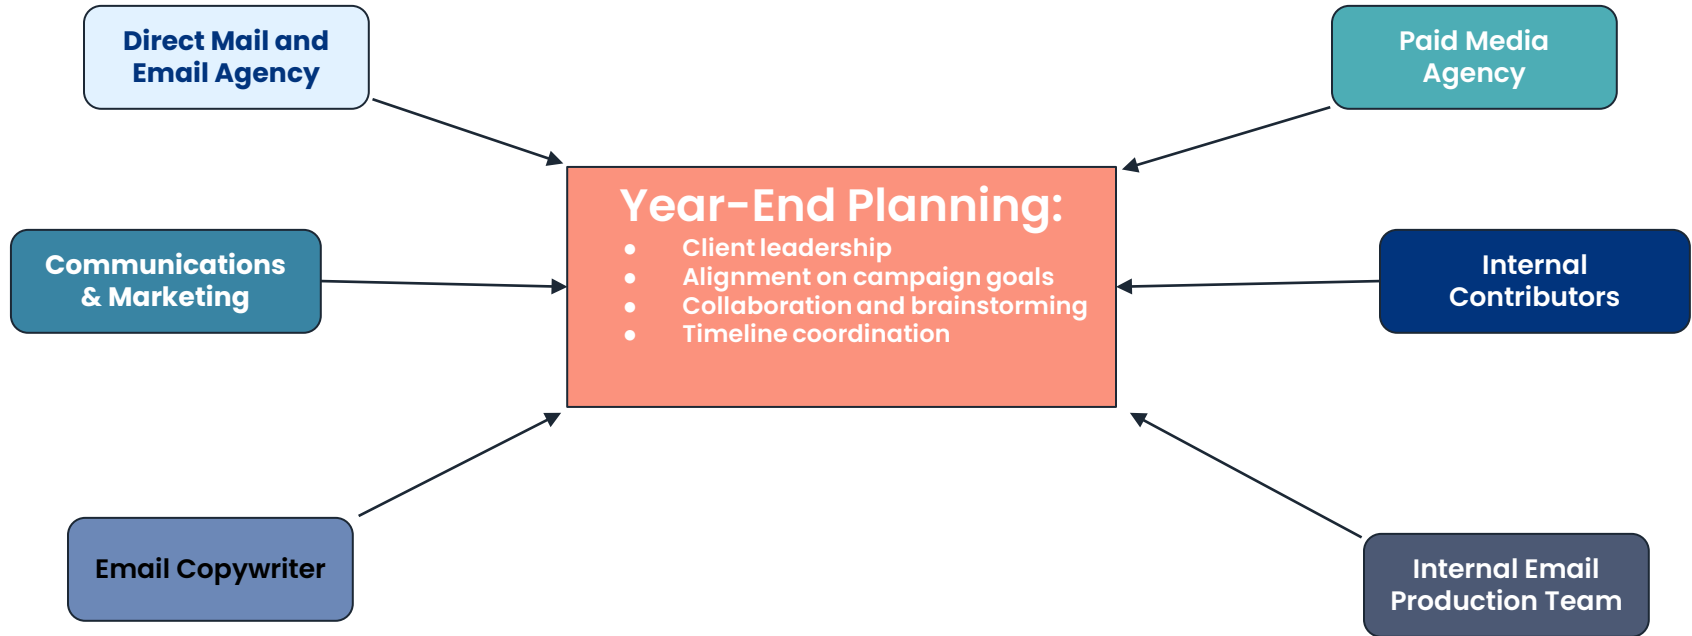 Direct Mail and
Email Agency
Paid Media
Agency
Year-End Planning:
● Client leadership
● Alignment on campaign goals
● Collaboration and brainstorming
● Timeline coordination
Communications
& Marketing
Internal
Contributors
Email Copywriter
Internal Email
Production Team